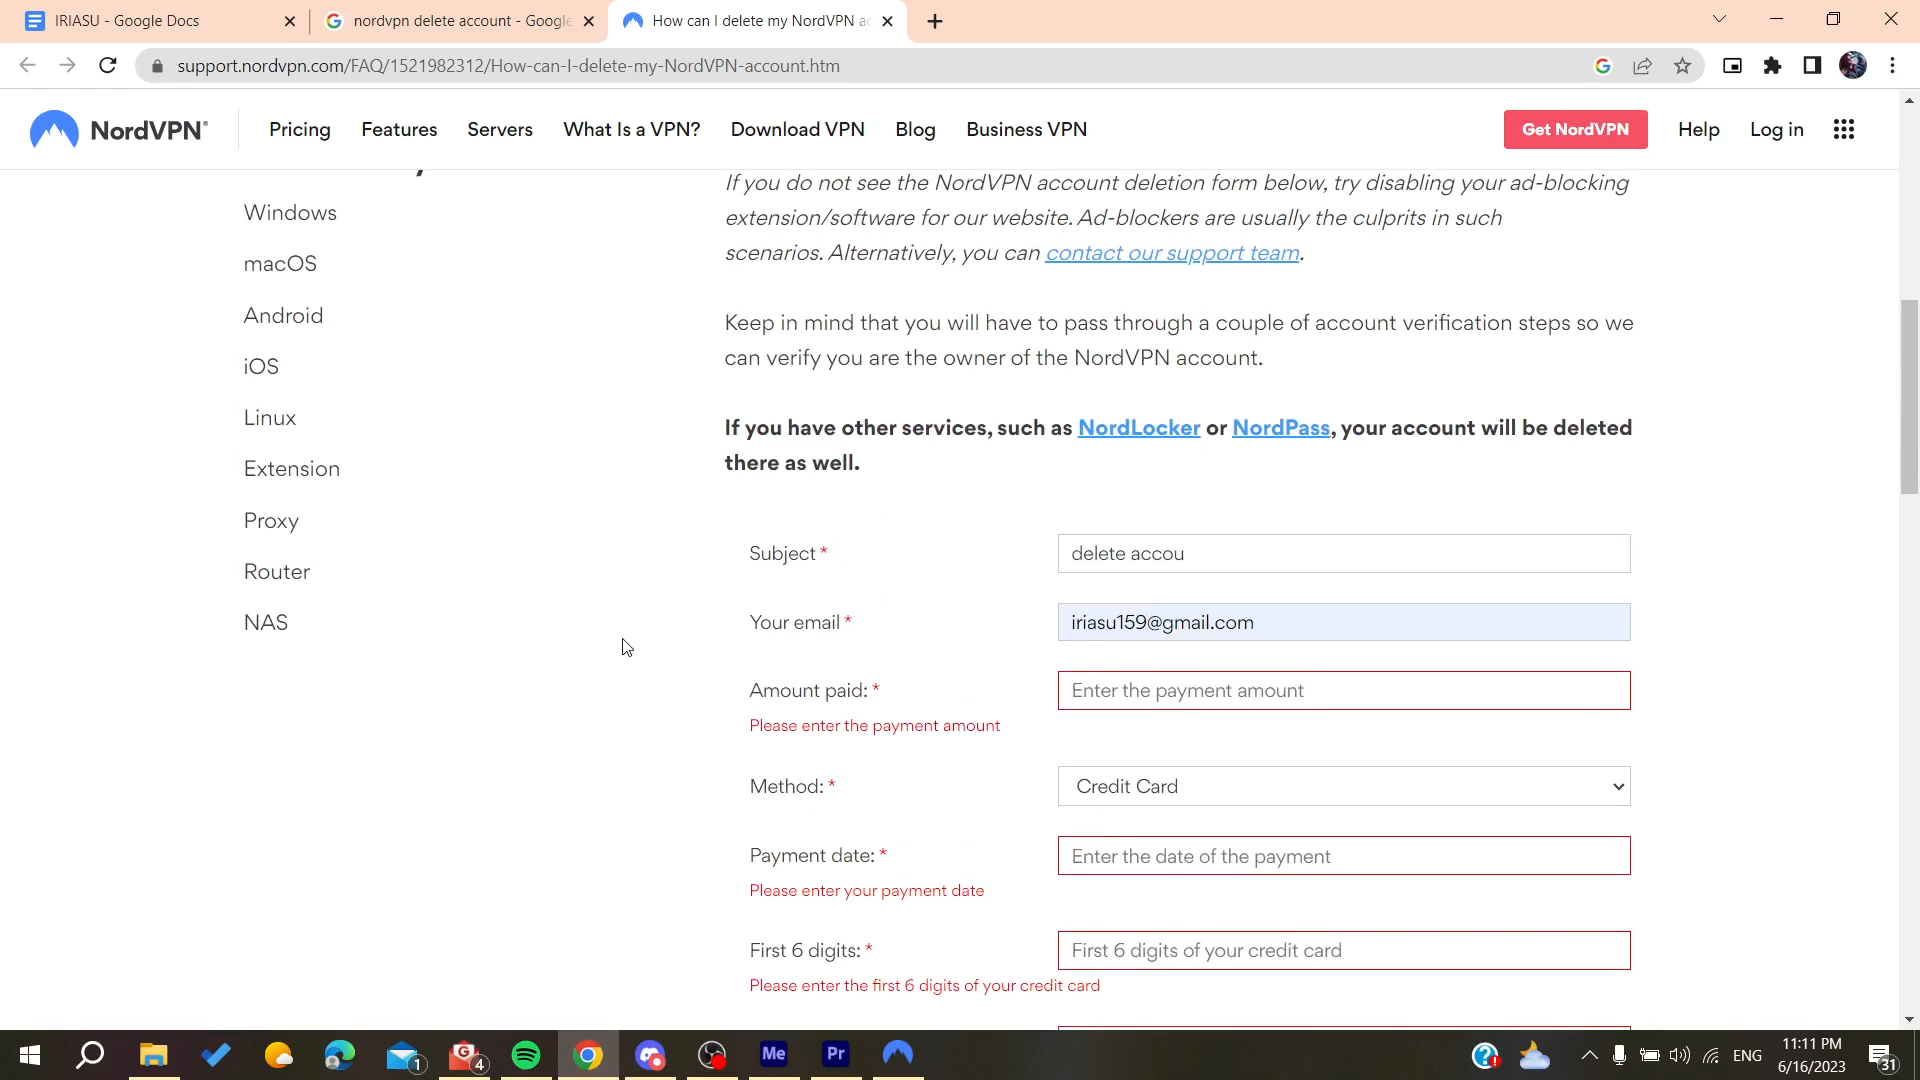 IRIASU - Google Docs
nordvpn delete account - Google
How can I delete my NordVPN ac
support.nordvpn.com/FAQ/1521982312/How-can-I-delete-my-NordVPN-account.htm
NordVPN®
Pricing
Features
Servers
What Is a VPN?
Download VPN
Blog
Business VPN
Get NordVPN
Help
Log in
Windows
macOS
Android
iOS
Linux
Extension
Proxy
Router
NAS
If you do not see the NordVPN account deletion form below, try disabling your ad-blocking
extension/software for our website. Ad-blockers are usually the culprits in such
scenarios. Alternatively, you can contact our support team.
Keep in mind that you will have to pass through a couple of account verification steps so we
can verify you are the owner of the NordVPN account.
If you have other services, such as NordLocker or NordPass, your account will be deleted
there as well.
Subject *
delete accou
Your email *
iriasu159@gmail.com
Amount paid: *
Enter the payment amount
Please enter the payment amount
Method: *
Credit Card
Payment date: *
Enter the date of the payment
Please enter your payment date
First 6 digits: *
First 6 digits of your credit card
Please enter the first 6 digits of your credit card
1
4
Me
Pr
ENG
11:11 PM
6/16/2023
31